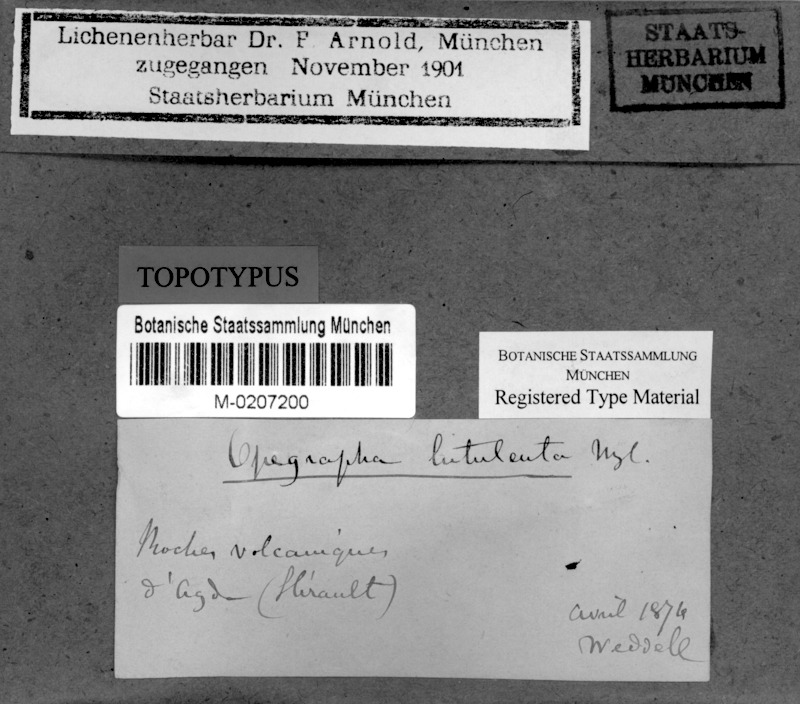 Lichenenherbar Dr. F. Arnold, München
zugegangen November 1901
Staatsherbarium München
STAATS-
HERBARIUM
MÜNCHEN
TOPOTYPUS
Botanische Staatssammlung München
M-0207200
BOTANISCHE STAATSSAMMLUNG
MÜNCHEN
Registered Type Material
Opegrapha lutulenta Nyl.
Roches volcaniques
d'Agde (Hérault)
avril 1874
Weddell